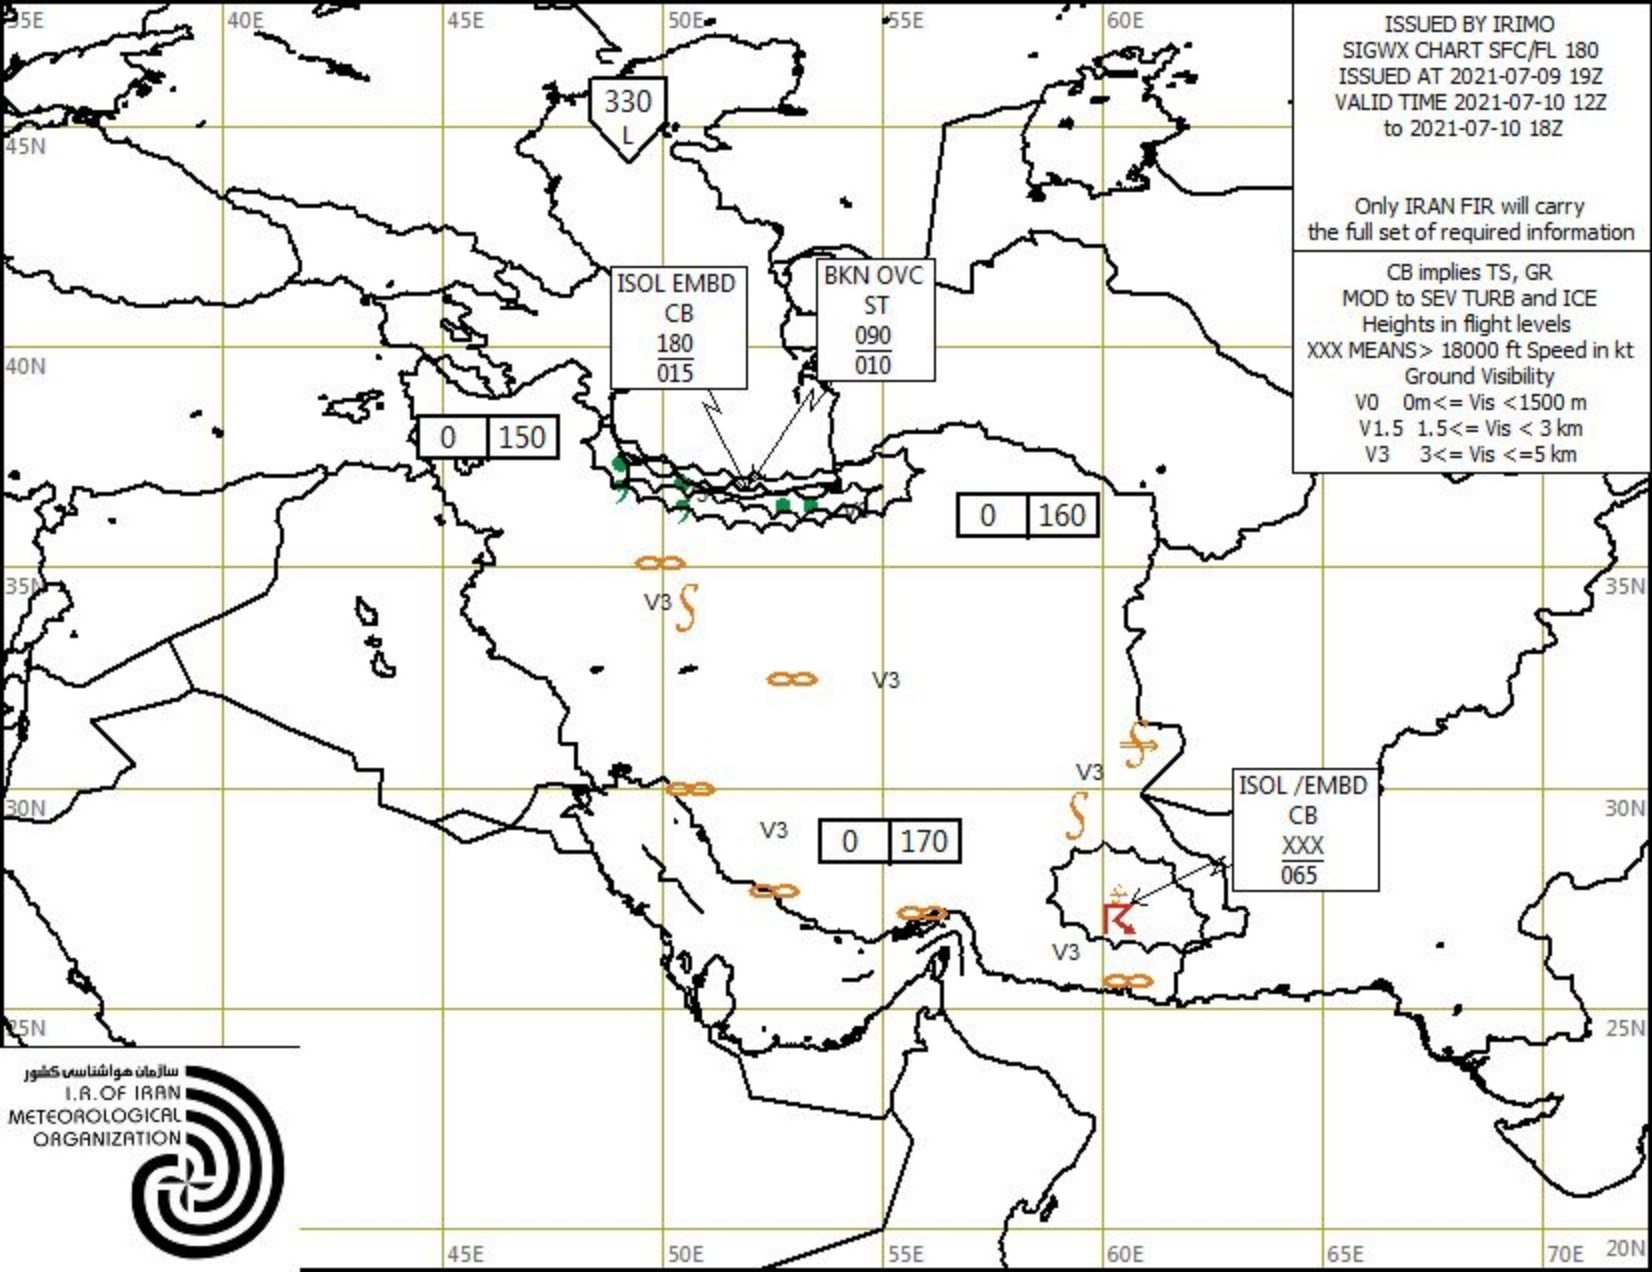 35E
40E
45E
50E
55E
60E
ISSUED BY IRIMO
SIGWX CHART SFC/FL 180
ISSUED AT 2021-07-09 19Z
VALID TIME 2021-07-10 12Z
to 2021-07-10 18Z
Only IRAN FIR will carry
the full set of required information
CB implies TS, GR
MOD to SEV TURB and ICE
Heights in flight levels
XXX MEANS> 18000 ft Speed in kt
Ground Visibility
V0 0m<= Vis <1500 m
V1.5 1.5<= Vis < 3 km
V3 3<= Vis <=5 km
330
L
45N
ISOL EMBD
CB
180
015
BKN OVC
ST
090
010
40N
0 150
0 160
35N
35N
V3
V3
V3
30N
30N
V3
0 170
ISOL /EMBD
CB
XXX
065
V3
25N
25N
سازمان هواشناسی کشور
I.R.OF IRAN
METEOROLOGICAL
ORGANIZATION
45E
50E
55E
60E
65E
70E
20N